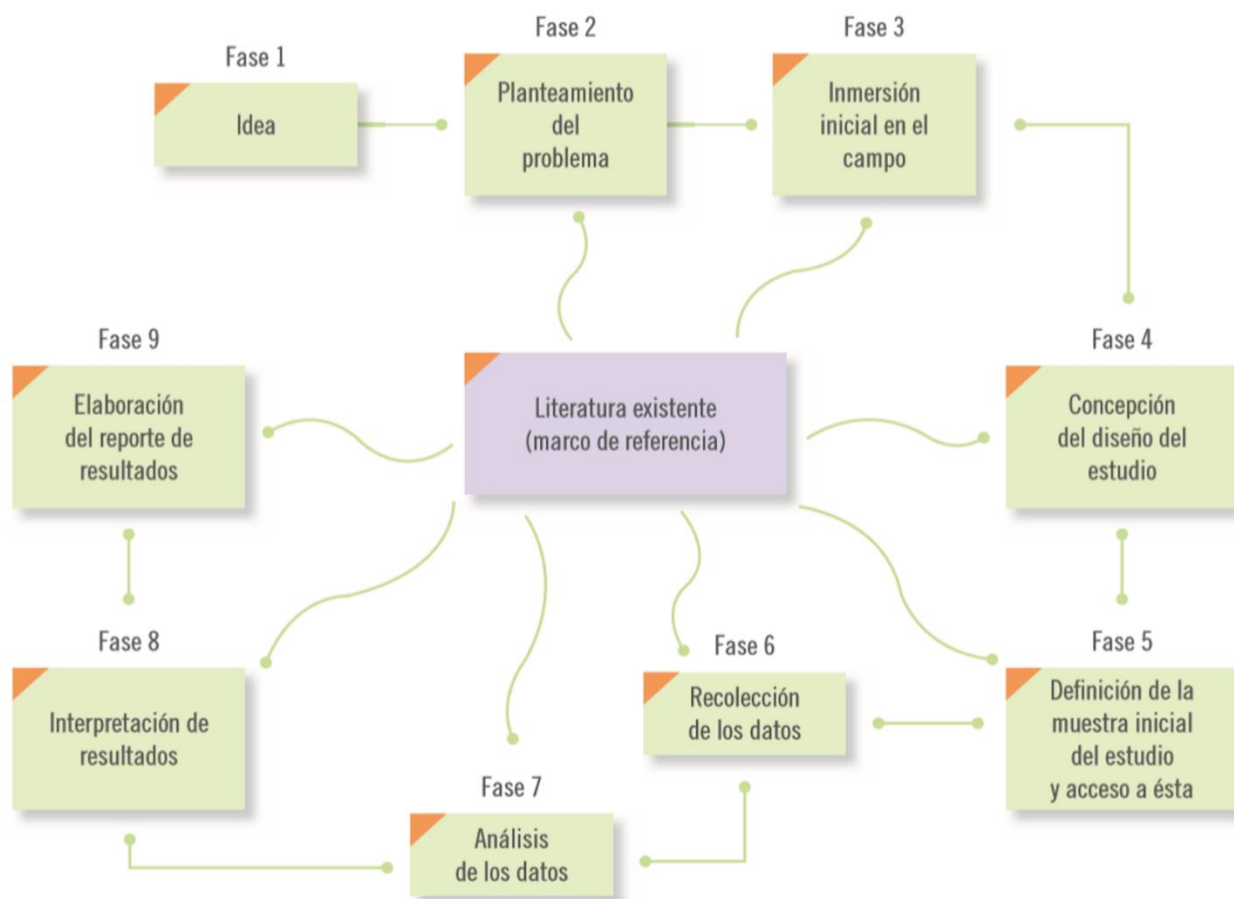 Fase 1
Idea
Fase 2
Planteamiento
del
problema
Fase 3
Inmersión
inicial en el
campo
Fase 4
Concepción
del diseño del
estudio
Fase 5
Definición de la
muestra inicial
del estudio
y acceso a ésta
Fase 6
Recolección
de los datos
Fase 7
Análisis
de los datos
Fase 8
Interpretación de
resultados
Fase 9
Elaboración
del reporte de
resultados
Literatura existente
(marco de referencia)